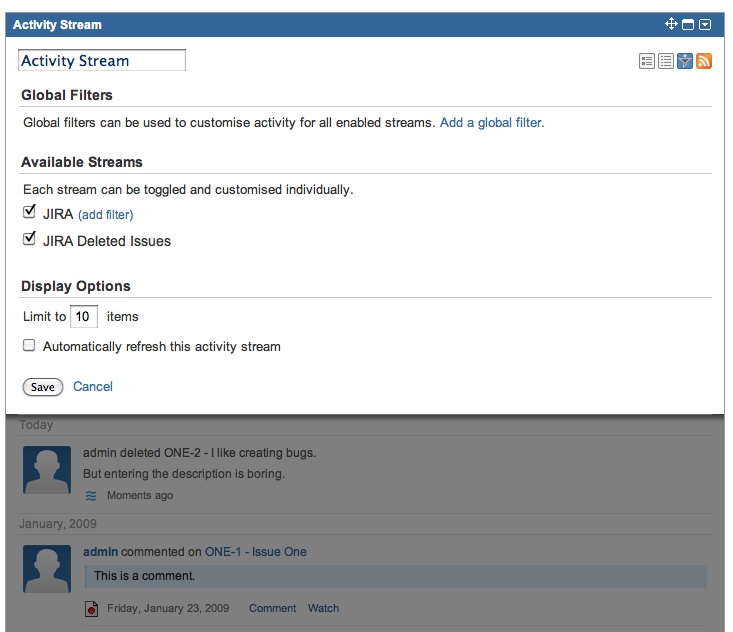 Activity Stream
Activity Stream
Global Filters
Global filters can be used to customise activity for all enabled streams. Add a global filter.
Available Streams
Each stream can be toggled and customised individually.
JIRA (add filter)
JIRA Deleted Issues
Display Options
Limit to 10 items
Automatically refresh this activity stream
Save Cancel
Today
admin deleted ONE-2 - I like creating bugs.
But entering the description is boring.
Moments ago
January, 2009
admin commented on ONE-1 - Issue One
This is a comment.
Friday, January 23, 2009 Comment Watch